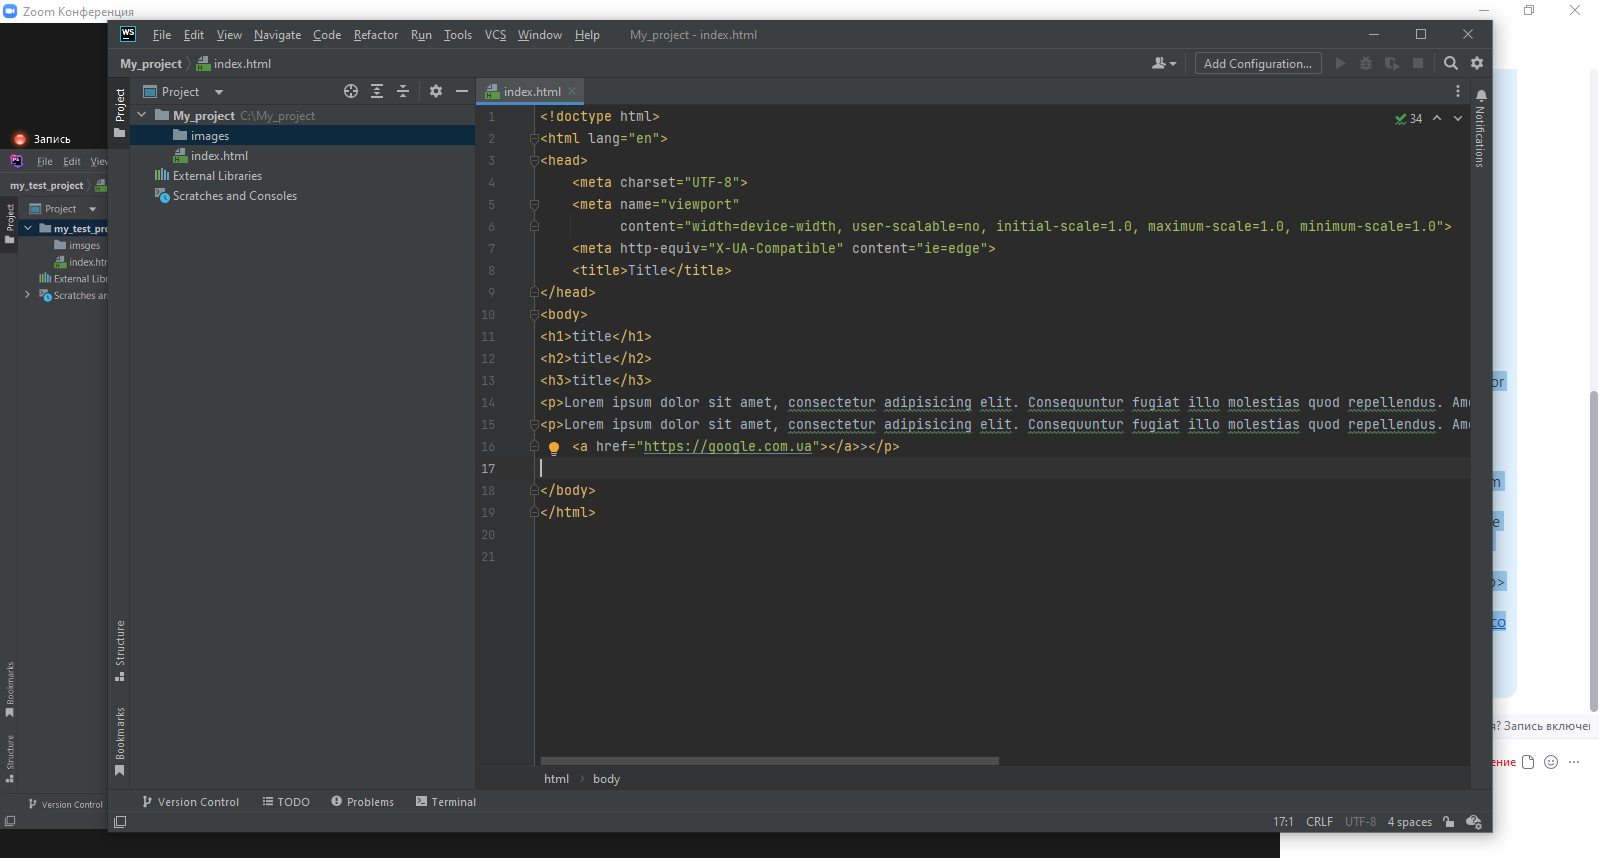 Zoom Конференция
WS File Edit View Navigate Code Refactor Run Tools VCS Window Help My_project - index.html
My_project index.html Add Configuration...
Project index.html
My_project C:\My_project
images
index.html
External Libraries
Scratches and Consoles
Project
Structure
Bookmarks
Notifications
34
1 <!doctype html>
2 <html lang="en">
3 <head>
4 <meta charset="UTF-8">
5 <meta name="viewport"
6 content="width=device-width, user-scalable=no, initial-scale=1.0, maximum-scale=1.0, minimum-scale=1.0">
7 <meta http-equiv="X-UA-Compatible" content="ie=edge">
8 <title>Title</title>
9 </head>
10 <body>
11 <h1>title</h1>
12 <h2>title</h2>
13 <h3>title</h3>
14 <p>Lorem ipsum dolor sit amet, consectetur adipisicing elit. Consequuntur fugiat illo molestias quod repellendus. Am
15 <p>Lorem ipsum dolor sit amet, consectetur adipisicing elit. Consequuntur fugiat illo molestias quod repellendus. Am
16 <a href="https://google.com.ua"></a>></p>
17
18 </body>
19 </html>
20
21
html body
Version Control TODO Problems Terminal
17:1 CRLF UTF-8 4 spaces
Запись
PS File Edit Vie
my_test_project
Project
my_test_pr
imsges
index.htm
External Libr
Scratches an
Project
Bookmarks
Structure
Version Control
or
m
e
>
co
я? Запись включе
ение